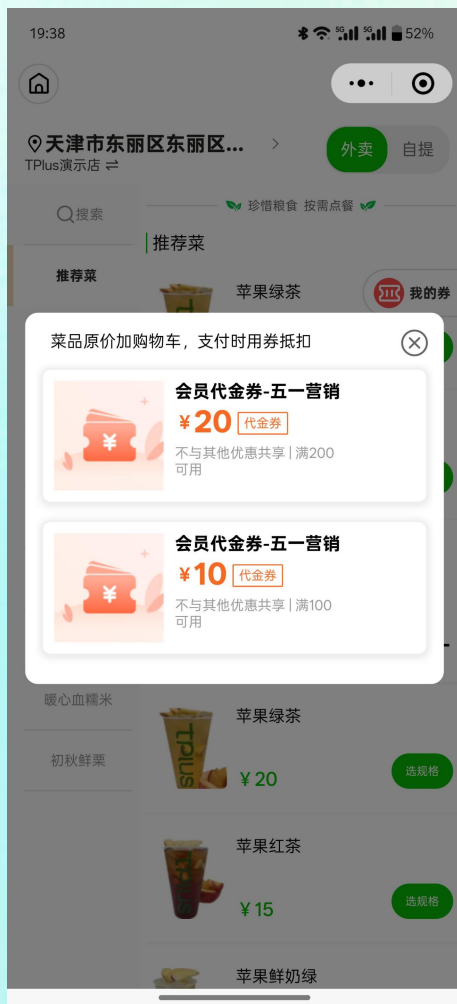 19:38
5G
5G
52%
天津市东丽区东丽区...
TPlus演示店
外卖
自提
搜索
珍惜粮食 按需点餐
推荐菜
推荐菜
苹果绿茶
我的券
菜品原价加购物车，支付时用券抵扣
会员代金券-五一营销
¥20 代金券
不与其他优惠共享 | 满200
可用
会员代金券-五一营销
¥10 代金券
不与其他优惠共享 | 满100
可用
暖心血糯米
苹果绿茶
Tplus
¥20
选规格
初秋鲜栗
苹果红茶
¥15
选规格
苹果鲜奶绿